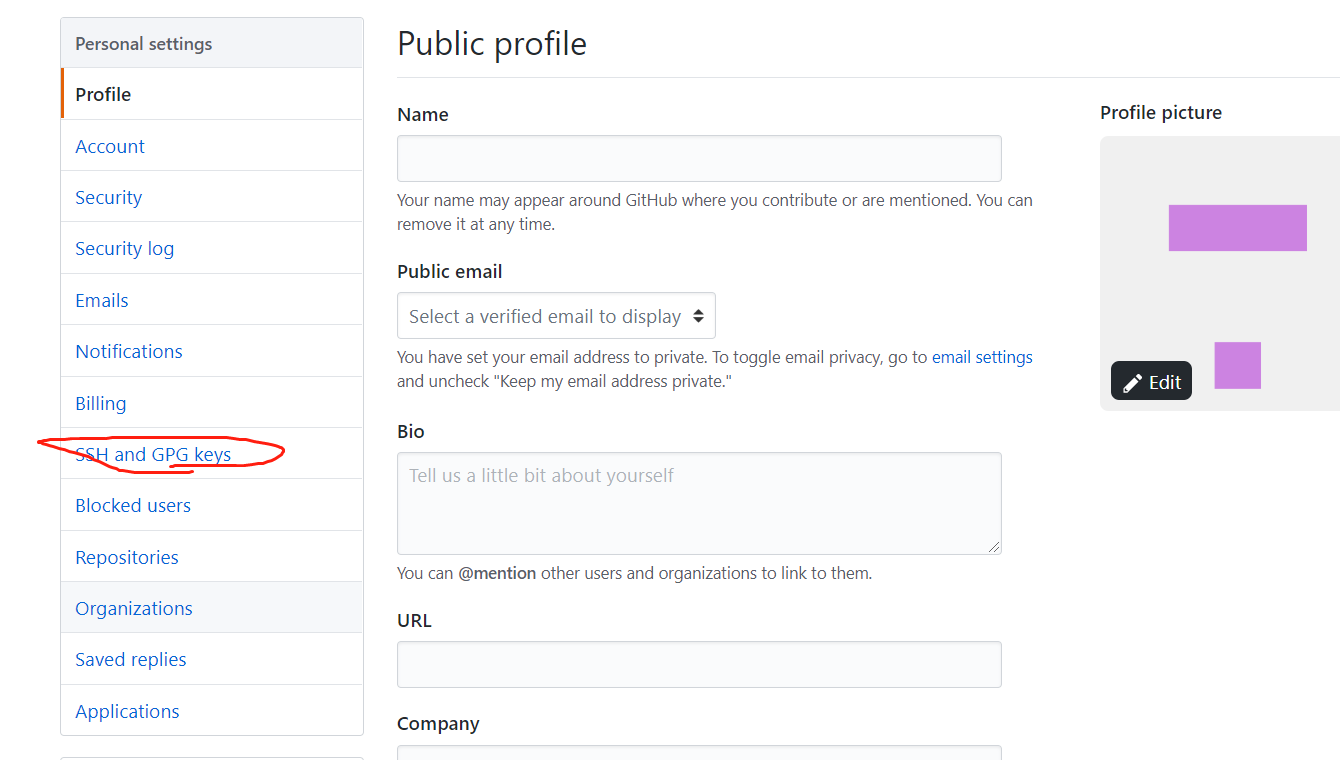 Personal settings
Profile
Account
Security
Security log
Emails
Notifications
Billing
SSH and GPG keys
Blocked users
Repositories
Organizations
Saved replies
Applications
Public profile
Name
Your name may appear around GitHub where you contribute or are mentioned. You can
remove it at any time.
Public email
Select a verified email to display
You have set your email address to private. To toggle email privacy, go to email settings
and uncheck "Keep my email address private."
Bio
Tell us a little bit about yourself
You can @mention other users and organizations to link to them.
URL
Company
Profile picture
Edit